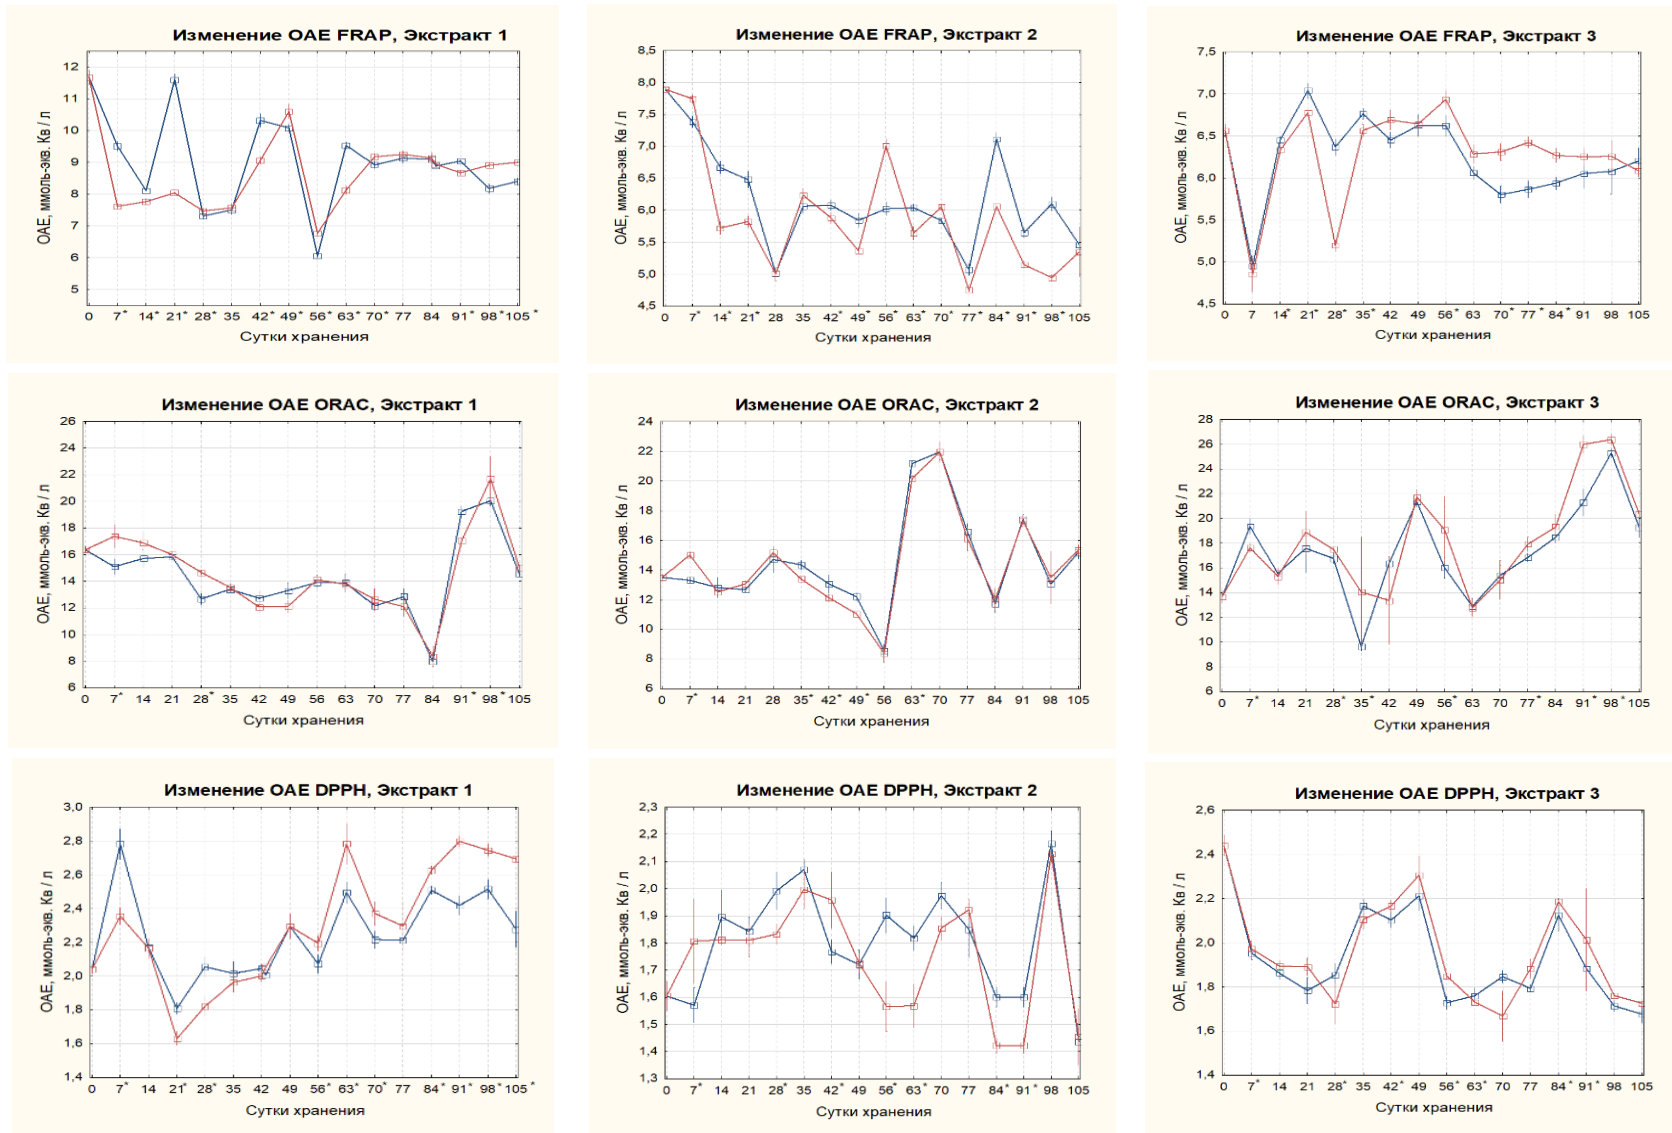 Изменение ОАЕ FRAP, Экстракт 1
ОАЕ, ммоль-экв. Кв / л
12
11
10
9
8
7
6
5
0 7* 14* 21* 28* 35 42* 49* 56* 63* 70* 77 84 91* 98* 105*
Сутки хранения
Изменение ОАЕ FRAP, Экстракт 2
ОАЕ, ммоль-экв. Кв / л
8,5
8,0
7,5
7,0
6,5
6,0
5,5
5,0
4,5
0 7* 14* 21* 28 35 42* 49* 56* 63* 70 77* 84* 91* 98* 105
Сутки хранения
Изменение ОАЕ FRAP, Экстракт 3
ОАЕ, ммоль-экв. Кв / л
7,5
7,0
6,5
6,0
5,5
5,0
4,5
0 7 14* 21* 28* 35* 42 49 56* 63 70* 77* 84* 91* 98 105
Сутки хранения
Изменение ОАЕ ORAC, Экстракт 1
ОАЕ, ммоль-экв. Кв / л
26
24
22
20
18
16
14
12
10
8
6
0 7* 14 21 28* 35 42 49 56 63 70 77 84 91* 98* 105
Сутки хранения
Изменение ОАЕ ORAC, Экстракт 2
ОАЕ, ммоль-экв. Кв / л
24
22
20
18
16
14
12
10
8
6
0 7* 14 21 28 35* 42* 49* 56 63* 70 77 84 91 98 105
Сутки хранения
Изменение ОАЕ ORAC, Экстракт 3
ОАЕ, ммоль-экв. Кв / л
28
26
24
22
20
18
16
14
12
10
8
6
0 7* 14 21 28* 35* 42* 49 56* 63 70 77* 84* 91* 98* 105
Сутки хранения
Изменение ОАЕ DPPH, Экстракт 1
ОАЕ, ммоль-экв. Кв / л
3,0
2,8
2,6
2,4
2,2
2,0
1,8
1,6
1,4
0 7* 14 21* 28* 35 42 49 56* 63* 70* 77* 84* 91* 98* 105*
Сутки хранения
Изменение ОАЕ DPPH, Экстракт 2
ОАЕ, ммоль-экв. Кв / л
2,3
2,2
2,1
2,0
1,9
1,8
1,7
1,6
1,5
1,4
1,3
0 7* 14 21 28* 35 42* 49 56* 63* 70* 77 84* 91* 98 105
Сутки хранения
Изменение ОАЕ DPPH, Экстракт 3
ОАЕ, ммоль-экв. Кв / л
2,6
2,4
2,2
2,0
1,8
1,6
1,4
0 7* 14 21 28* 35* 42* 49* 56* 63* 70* 77 84* 91* 98 105
Сутки хранения